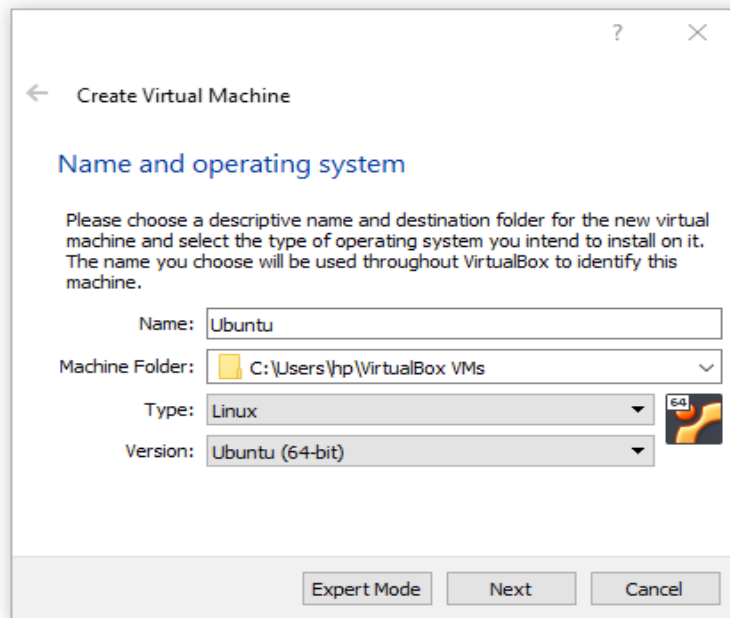 ?
Create Virtual Machine
Name and operating system
Please choose a descriptive name and destination folder for the new virtual
machine and select the type of operating system you intend to install on it.
The name you choose will be used throughout VirtualBox to identify this
machine.
Name: Ubuntu
Machine Folder: C:\Users\hp\VirtualBox VMs
Type: Linux
64
Version: Ubuntu (64-bit)
Expert Mode Next Cancel